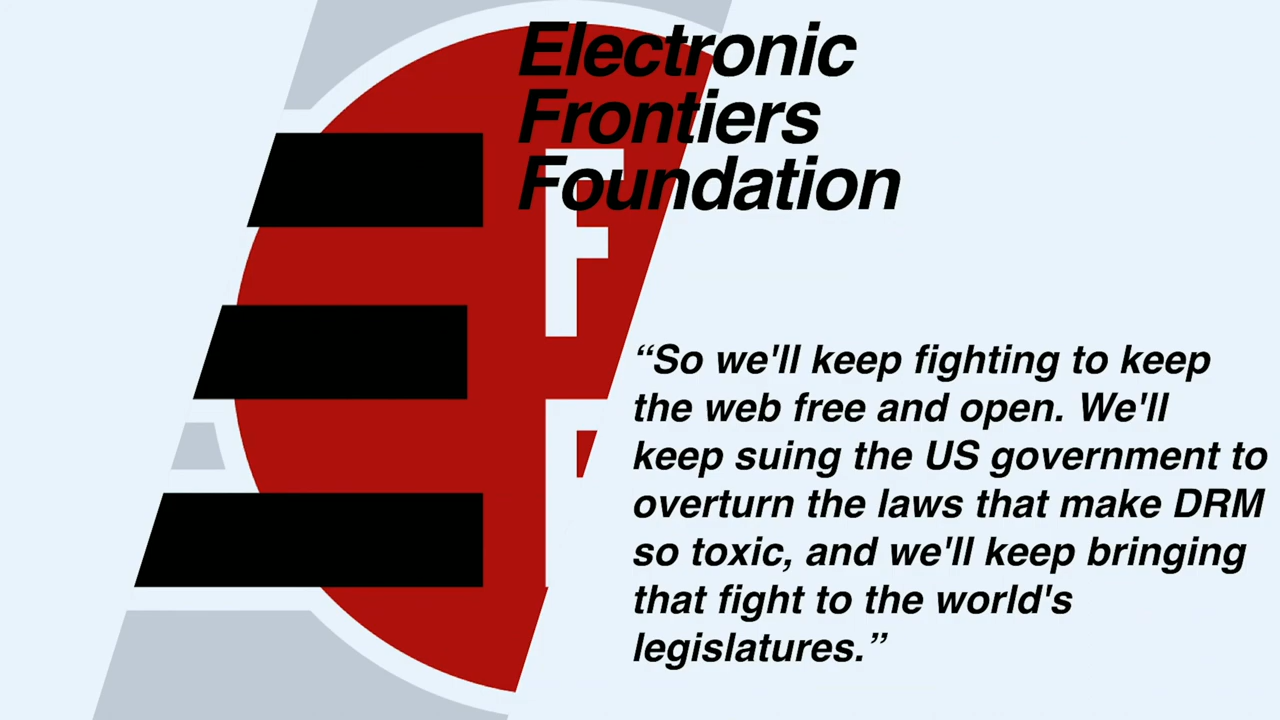 Electronic
Frontiers
Foundation
“So we'll keep fighting to keep
the web free and open. We'll
keep suing the US government to
overturn the laws that make DRM
so toxic, and we'll keep bringing
that fight to the world's
legislatures.”